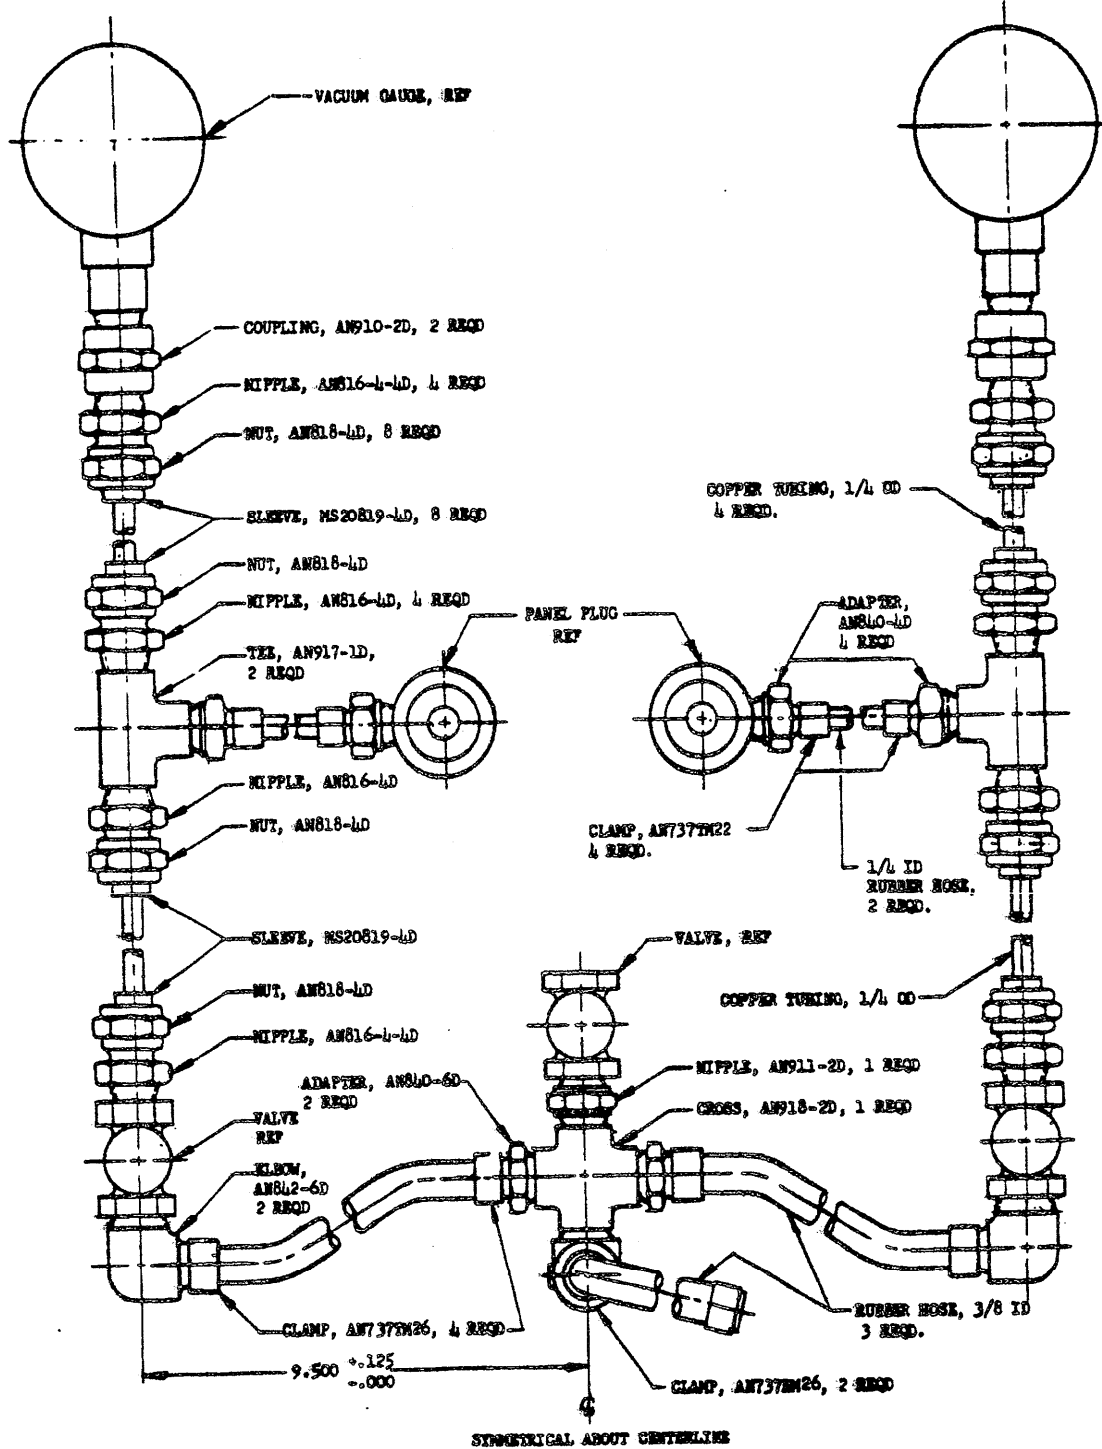 VACUUM GAUGE, REF
COUPLING, AN910-2D, 2 REQD
NIPPLE, AN816-4-4D, 4 REQD
NUT, AN818-4D, 8 REQD
SLEEVE, MS20819-4D, 8 REQD
NUT, AN818-4D
NIPPLE, AN816-4D, 4 REQD
TEE, AN917-1D,
2 REQD
NIPPLE, AN816-4D
NUT, AN818-4D
SLEEVE, MS20819-4D
NUT, AN818-4D
NIPPLE, AN816-4-4D
ADAPTER, AN840-6D
2 REQD
VALVE
REF
ELBOW,
AN842-6D
2 REQD
CLAMP, AN737TM26, 4 REQD
9.500 +.125
-.000
PANEL PLUG
REF
COPPER TUBING, 1/4 OD
4 REQD.
ADAPTER,
AN840-4D
4 REQD
CLAMP, AN737TM22
4 REQD.
1/4 ID
RUBBER HOSE,
2 REQD.
VALVE, REF
COPPER TUBING, 1/4 OD
NIPPLE, AN911-2D, 1 REQD
CROSS, AN918-2D, 1 REQD
RUBBER HOSE, 3/8 ID
3 REQD.
CLAMP, AN737TM26, 2 REQD
SYMMETRICAL ABOUT CENTERLINE